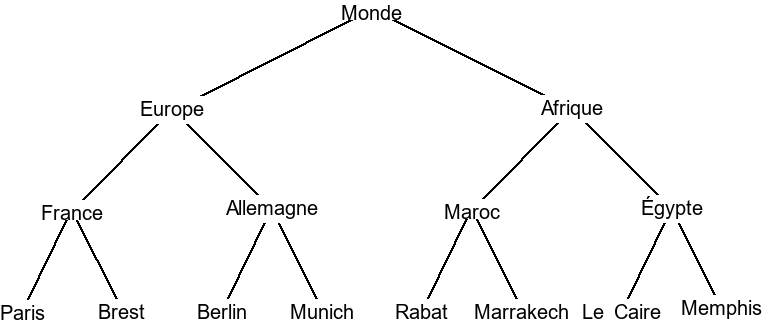 Monde
Europe Afrique
France Allemagne Maroc Égypte
Paris Brest Berlin Munich Rabat Marrakech Le Caire Memphis